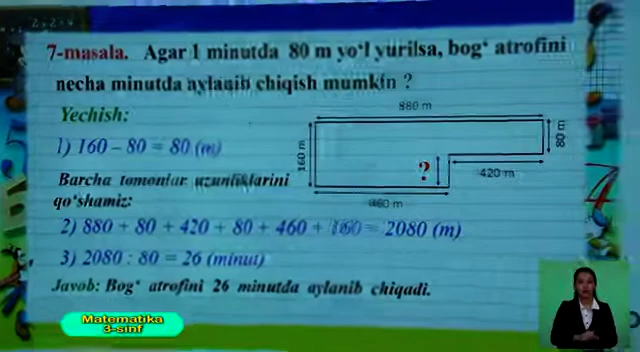 7-masala. Agar 1 minutda 80 m yo‘l yurilsa, bog‘ atrofini
necha minutda aylanib chiqish mumkin ?
Yechish:
880 m
1) 160 – 80 = 80 (m)
160 m
80 m
?
420 m
Barcha tomonlar uzunliklarini
qo‘shamiz:
460 m
2) 880 + 80 + 420 + 80 + 460 + 160 = 2080 (m)
3) 2080 : 80 = 26 (minut)
Javob: Bog‘ atrofini 26 minutda aylanib chiqadi.
Matematika
3-sinf